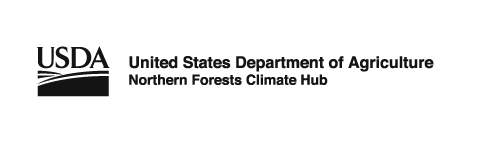 USDA
United States Department of Agriculture
Northern Forests Climate Hub